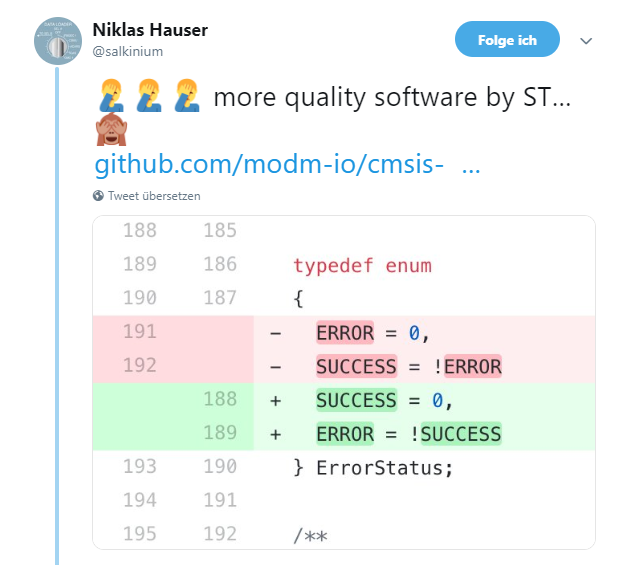 Niklas Hauser
@salkinium
Folge ich
🤦‍♂️ 🤦‍♂️ 🤦‍♂️ more quality software by ST...
🙈
github.com/modm-io/cmsis- ...
Tweet übersetzen
188 185
189 186 typedef enum
190 187 {
191 - ERROR = 0,
192 - SUCCESS = !ERROR
188 + SUCCESS = 0,
189 + ERROR = !SUCCESS
193 190 } ErrorStatus;
194 191
195 192 /**